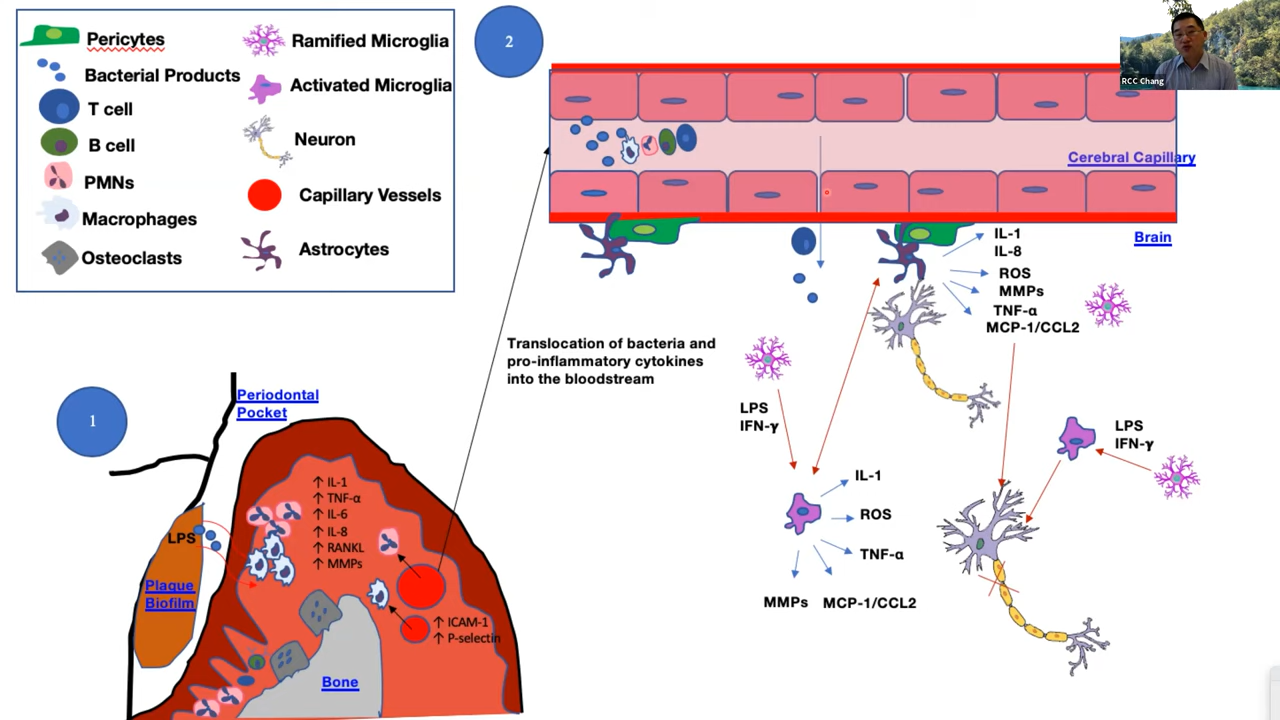 Pericytes
Bacterial Products
T cell
B cell
PMNs
Macrophages
Osteoclasts
Ramified Microglia
Activated Microglia
Neuron
Capillary Vessels
Astrocytes
2
RCC Chang
Cerebral Capillary
Brain
IL-1
IL-8
ROS
MMPs
TNF-α
MCP-1/CCL2
Translocation of bacteria and
pro-inflammatory cytokines
into the bloodstream
LPS
IFN-γ
IL-1
ROS
TNF-α
MMPs
MCP-1/CCL2
LPS
IFN-γ
1
Periodontal
Pocket
↑ IL-1
↑ TNF-α
↑ IL-6
↑ IL-8
↑ RANKL
↑ MMPs
LPS
Plaque
Biofilm
↑ ICAM-1
↑ P-selectin
Bone